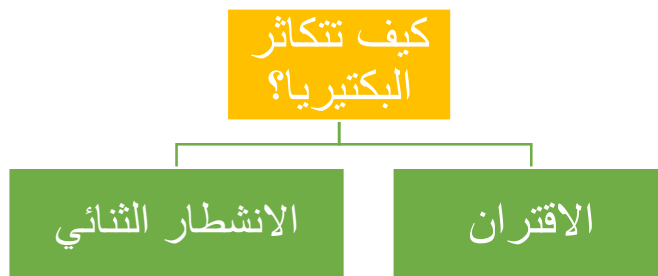 كيف تتكاثر
البكتيريا؟
الاقتران
الانشطار الثنائي